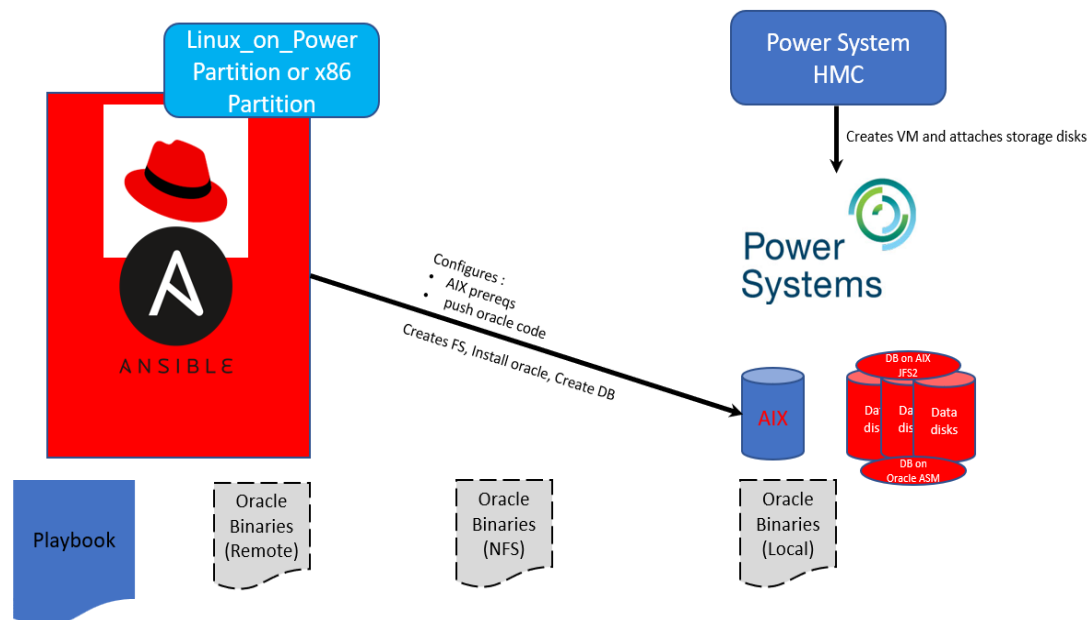 Linux_on_Power
Partition or x86
Partition
Power System
HMC
Creates VM and attaches storage disks
Power
Systems
ANSIBLE
Configures :
• AIX prereqs
• push oracle code
Creates FS, Install oracle, Create DB
AIX
DB on AIX
JFS2
Data
disks
Data
disks
DB on
Oracle ASM
Playbook
Oracle
Binaries
(Remote)
Oracle
Binaries
(NFS)
Oracle
Binaries
(Local)